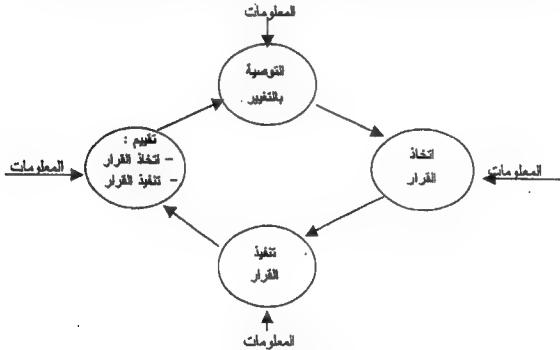 المعلومات
التوصية
بالتغيير
تقييم :
– اتخاذ القرار
– تنفيذ القرار
اتخاذ
القرار
المعلومات
المعلومات
تنفيذ
القرار
المعلومات